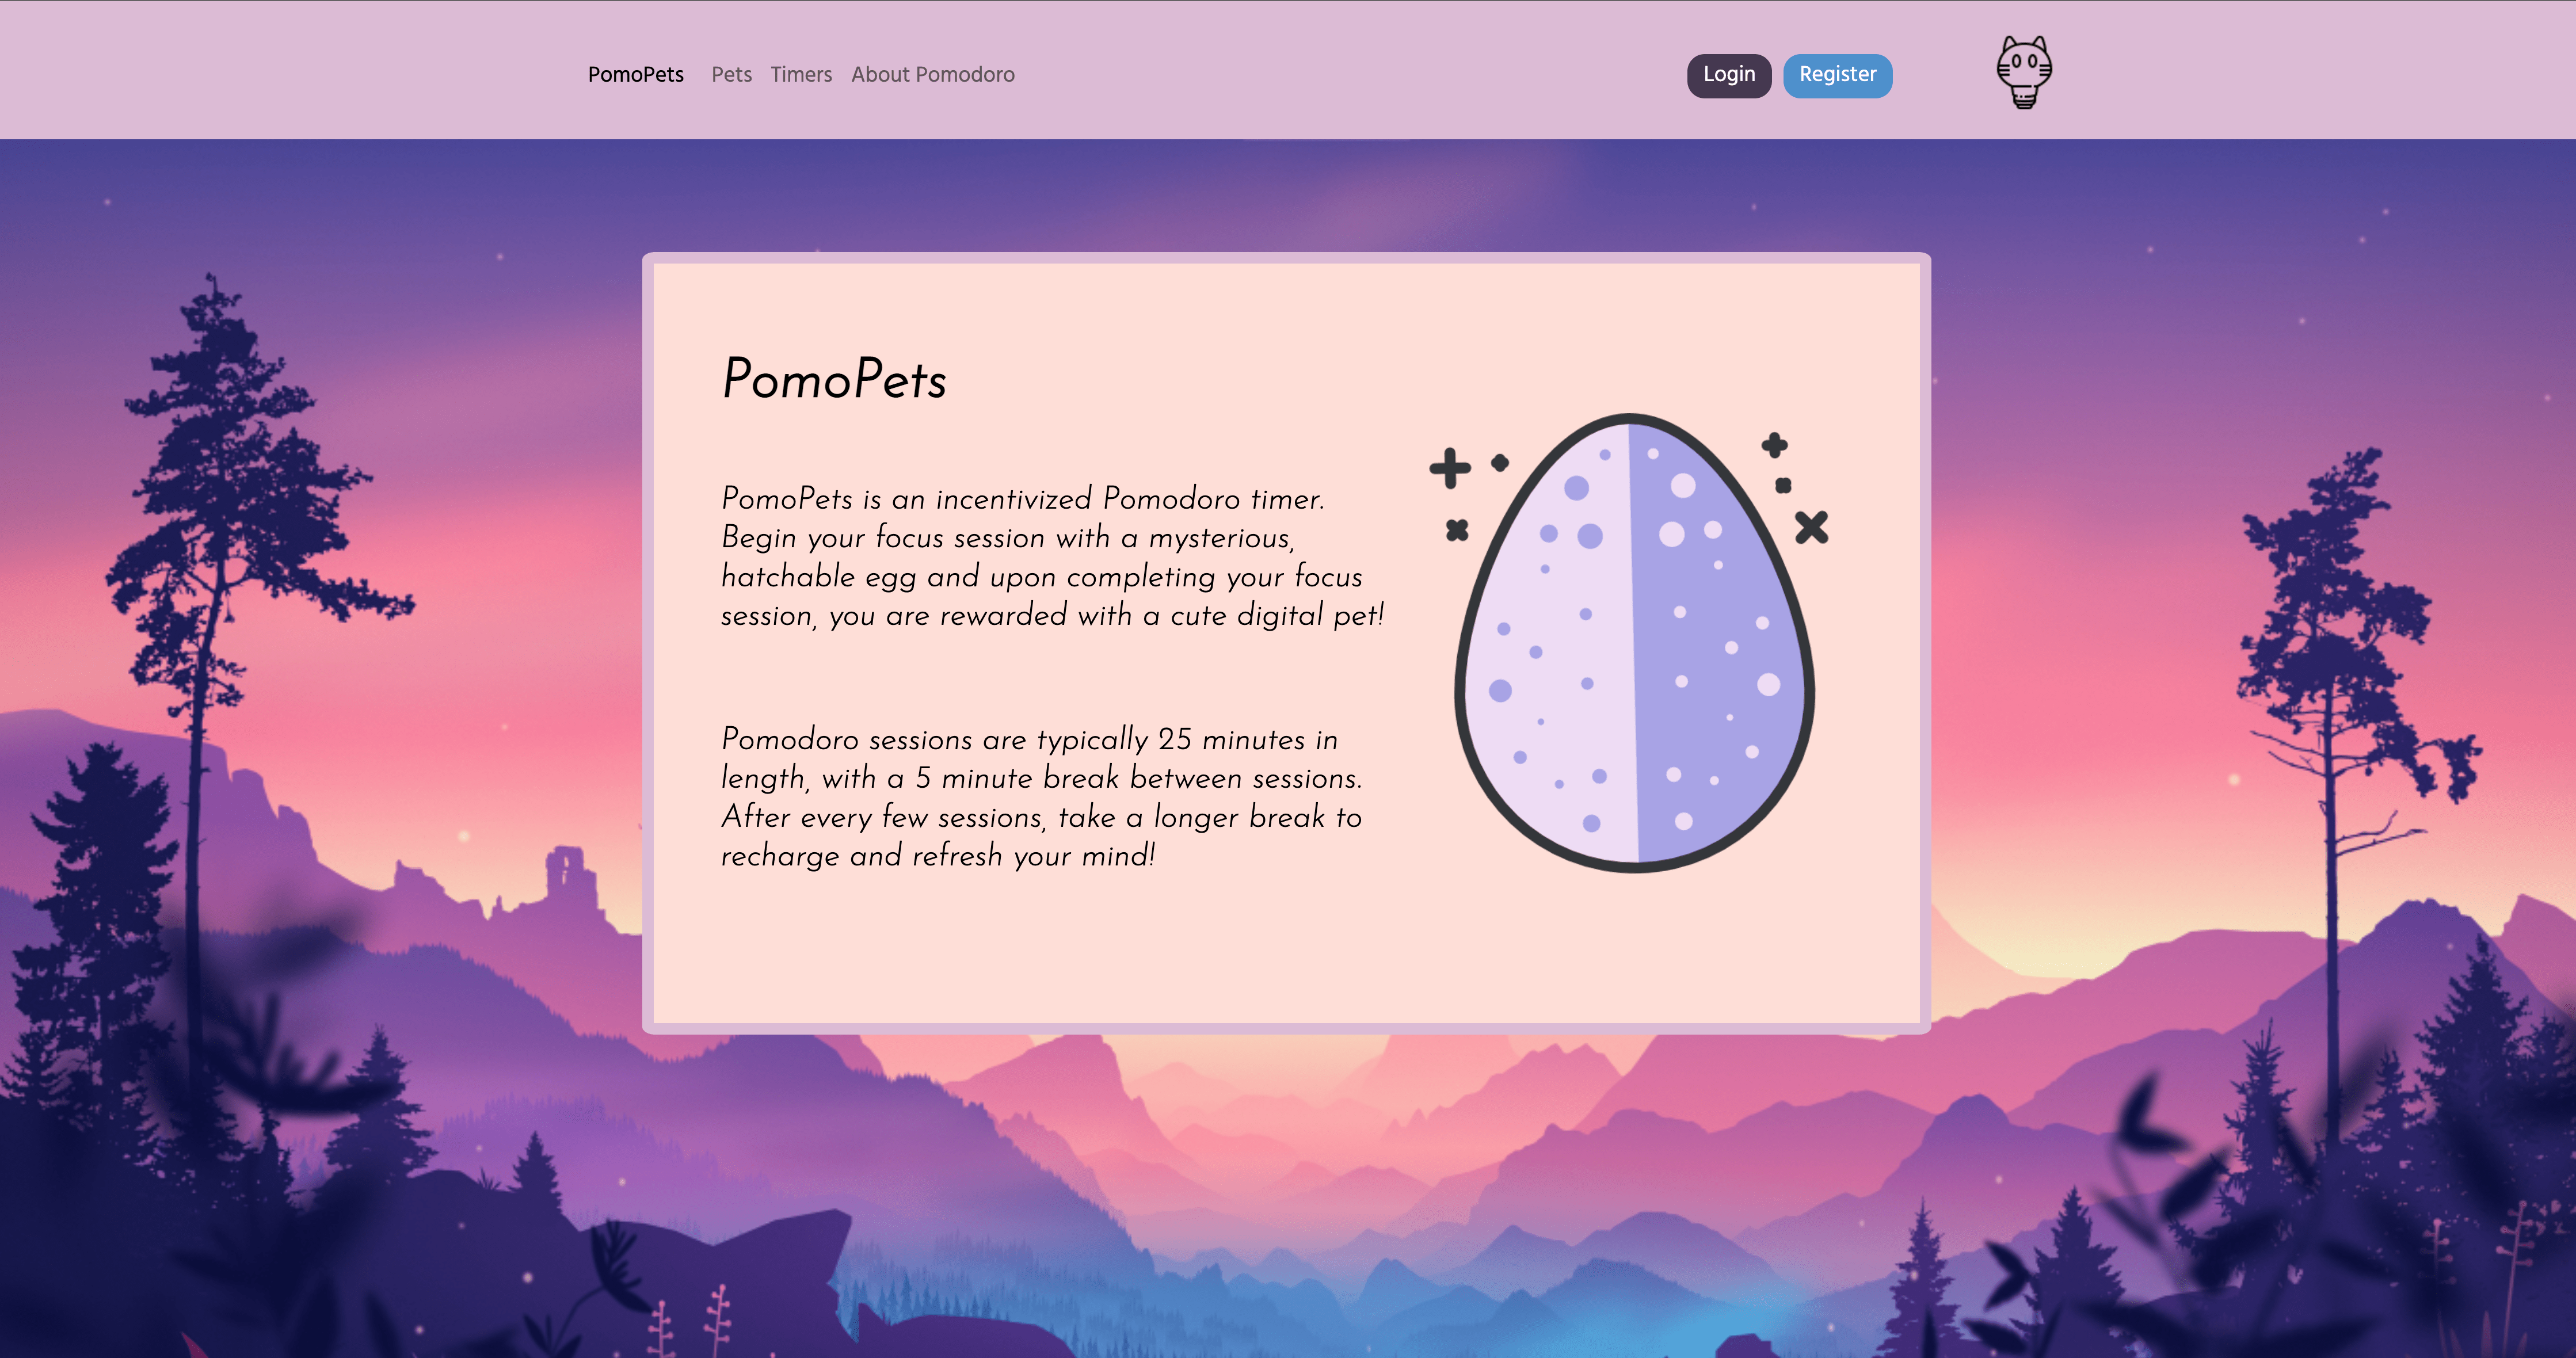 PomoPets Pets Timers About Pomodoro Login Register
PomoPets
PomoPets is an incentivized Pomodoro timer.
Begin your focus session with a mysterious,
hatchable egg and upon completing your focus
session, you are rewarded with a cute digital pet!
Pomodoro sessions are typically 25 minutes in
length, with a 5 minute break between sessions.
After every few sessions, take a longer break to
recharge and refresh your mind!